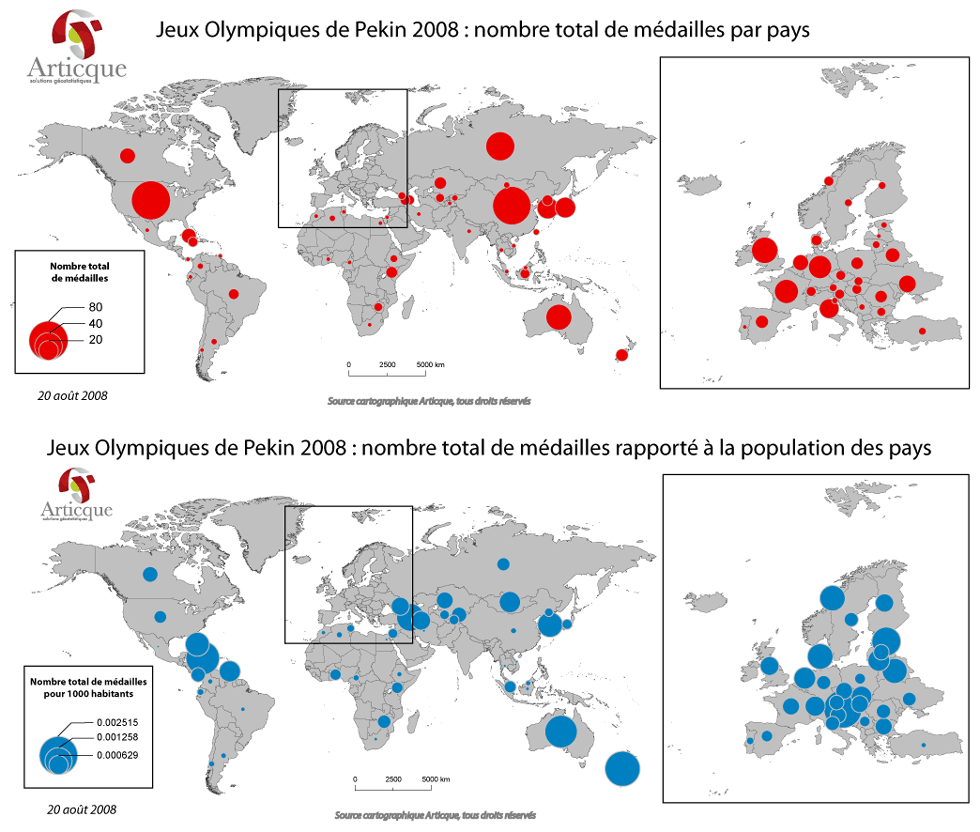 Jeux Olympiques de Pekin 2008 : nombre total de médailles par pays
Articque
solutions géostatistiques
Nombre total
de médailles
80
40
20
20 août 2008
0 2500 5000 km
Source cartographique Articque, tous droits réservés
Jeux Olympiques de Pekin 2008 : nombre total de médailles rapporté à la population des pays
Articque
solutions géostatistiques
Nombre total de médailles
pour 1000 habitants
0.002515
0.001258
0.000629
20 août 2008
0 2500 5000 km
Source cartographique Articque, tous droits réservés